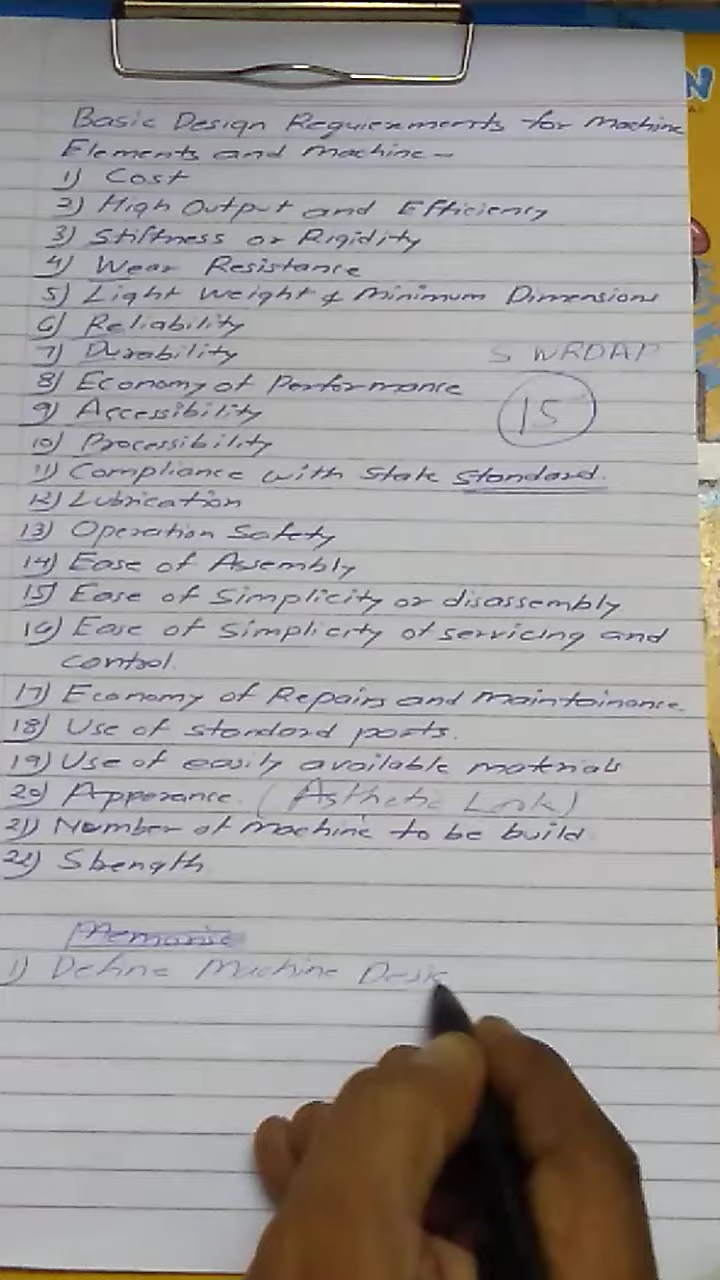 Basic Design Requirements for Machine
Elements and Machine -
1) Cost
2) High Output and Efficiency
3) Stiffness or Rigidity
4) Wear Resistance
5) Light Weight & Minimum Dimensions
6) Reliability
7) Durability
S WRDAP
8) Economy of Performance
9) Accessibility
15
10) Processibility
11) Compliance with State Standard.
12) Lubrication
13) Operation Safety
14) Ease of Assembly
15) Ease of Simplicity or disassembly
16) Ease of Simplicity of servicing and
control.
17) Economy of Repairs and Maintainance.
18) Use of standard parts.
19) Use of easily available materials
20) Apperance. (Asthetic Look)
21) Number of Machine to be build.
22) Strength
Memorise
1) Define Machine Desig